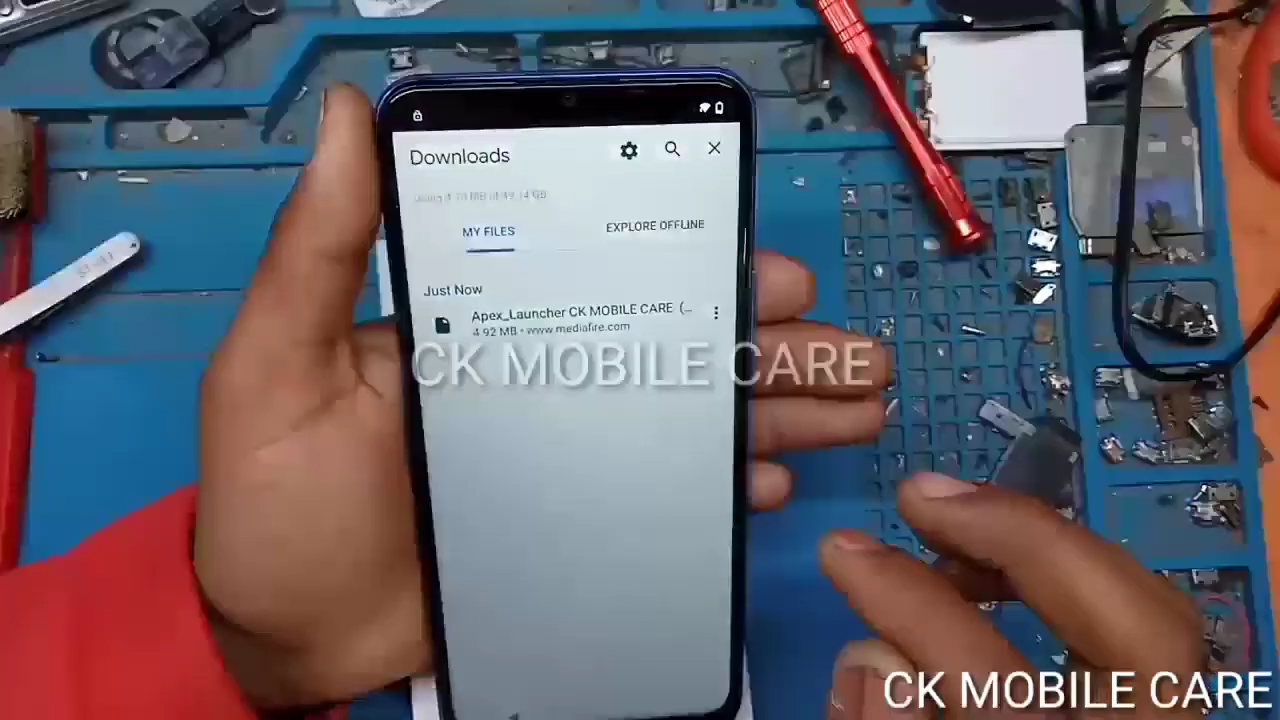 Downloads
MY FILES
EXPLORE OFFLINE
Just Now
Apex_Launcher CK MOBILE CARE (...
4.92 MB • www.mediafire.com
CK MOBILE CARE
CK MOBILE CARE